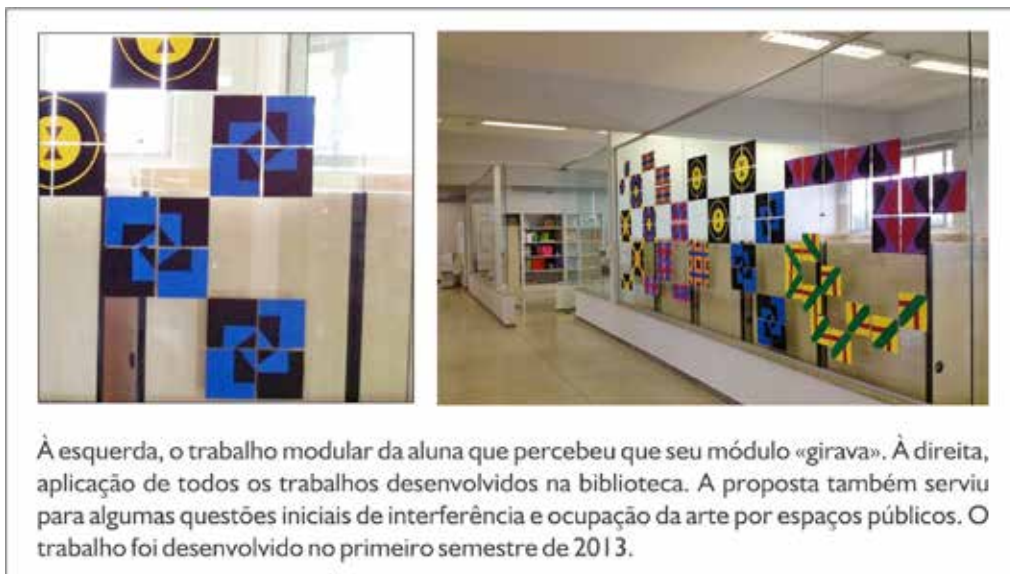 À esquerda, o trabalho modular da aluna que percebeu que seu módulo «girava». À direita,
aplicação de todos os trabalhos desenvolvidos na biblioteca. A proposta também serviu
para algumas questões iniciais de interferência e ocupação da arte por espaços públicos. O
trabalho foi desenvolvido no primeiro semestre de 2013.